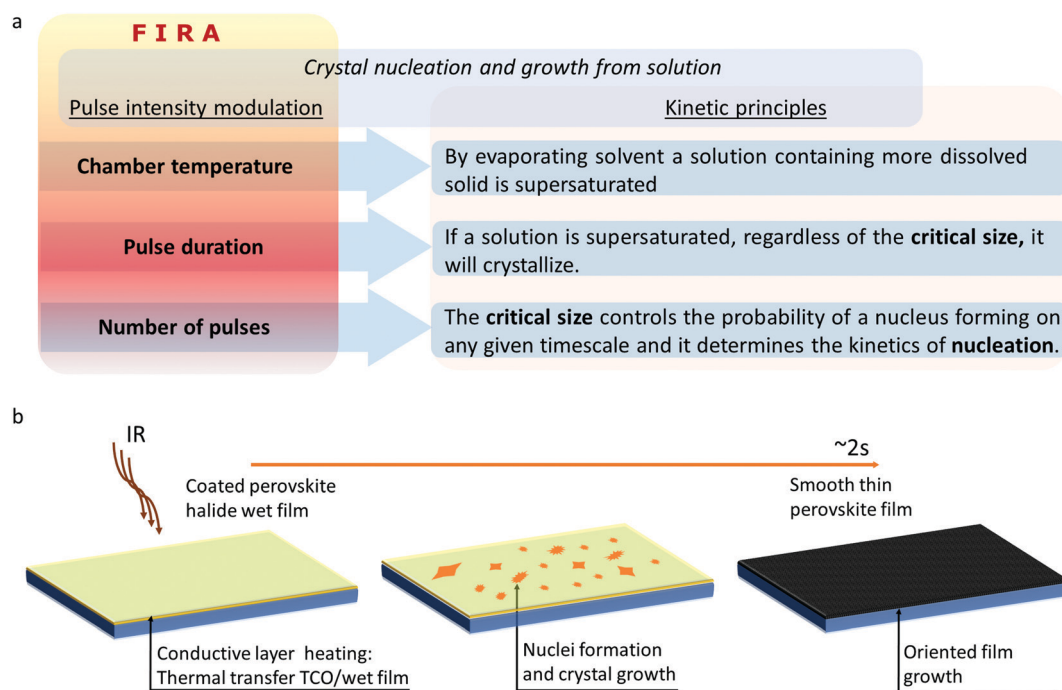 a
FIRA
Crystal nucleation and growth from solution
Pulse intensity modulation
Kinetic principles
Chamber temperature
By evaporating solvent a solution containing more dissolved
solid is supersaturated
Pulse duration
If a solution is supersaturated, regardless of the critical size, it
will crystallize.
Number of pulses
The critical size controls the probability of a nucleus forming on
any given timescale and it determines the kinetics of nucleation.
b
IR
~2s
Coated perovskite
halide wet film
Smooth thin
perovskite film
Conductive layer heating:
Thermal transfer TCO/wet film
Nuclei formation
and crystal growth
Oriented film
growth